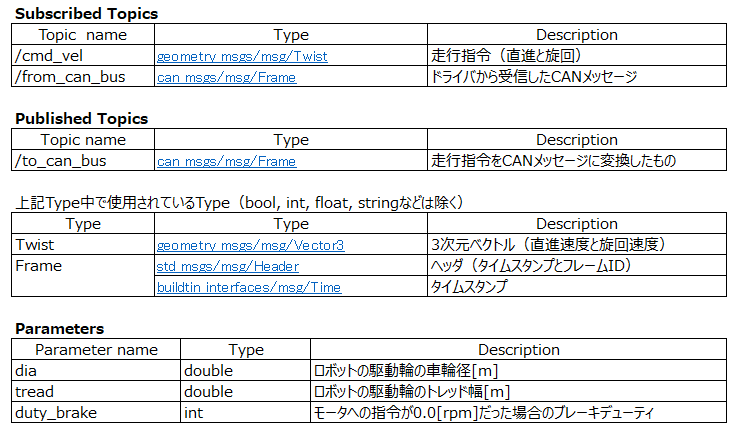 Subscribed Topics
Topic name Type Description
/cmd_vel geometry msgs/msg/Twist 走行指令（直進と旋回）
/from_can_bus can msgs/msg/Frame ドライバから受信したCANメッセージ
Published Topics
Topic name Type Description
/to_can_bus can msgs/msg/Frame 走行指令をCANメッセージに変換したもの
上記Type中で使用されているType（bool, int, float, stringなどは除く）
Type Type Description
Twist geometry msgs/msg/Vector3 3次元ベクトル（直進速度と旋回速度）
Frame std msgs/msg/Header ヘッダ（タイムスタンプとフレームID）
buildtin interfaces/msg/Time タイムスタンプ
Parameters
Parameter name Type Description
dia double ロボットの駆動輪の車輪径[m]
tread double ロボットの駆動輪のトレッド幅[m]
duty_brake int モータへの指令が0.0[rpm]だった場合のブレーキデューティ